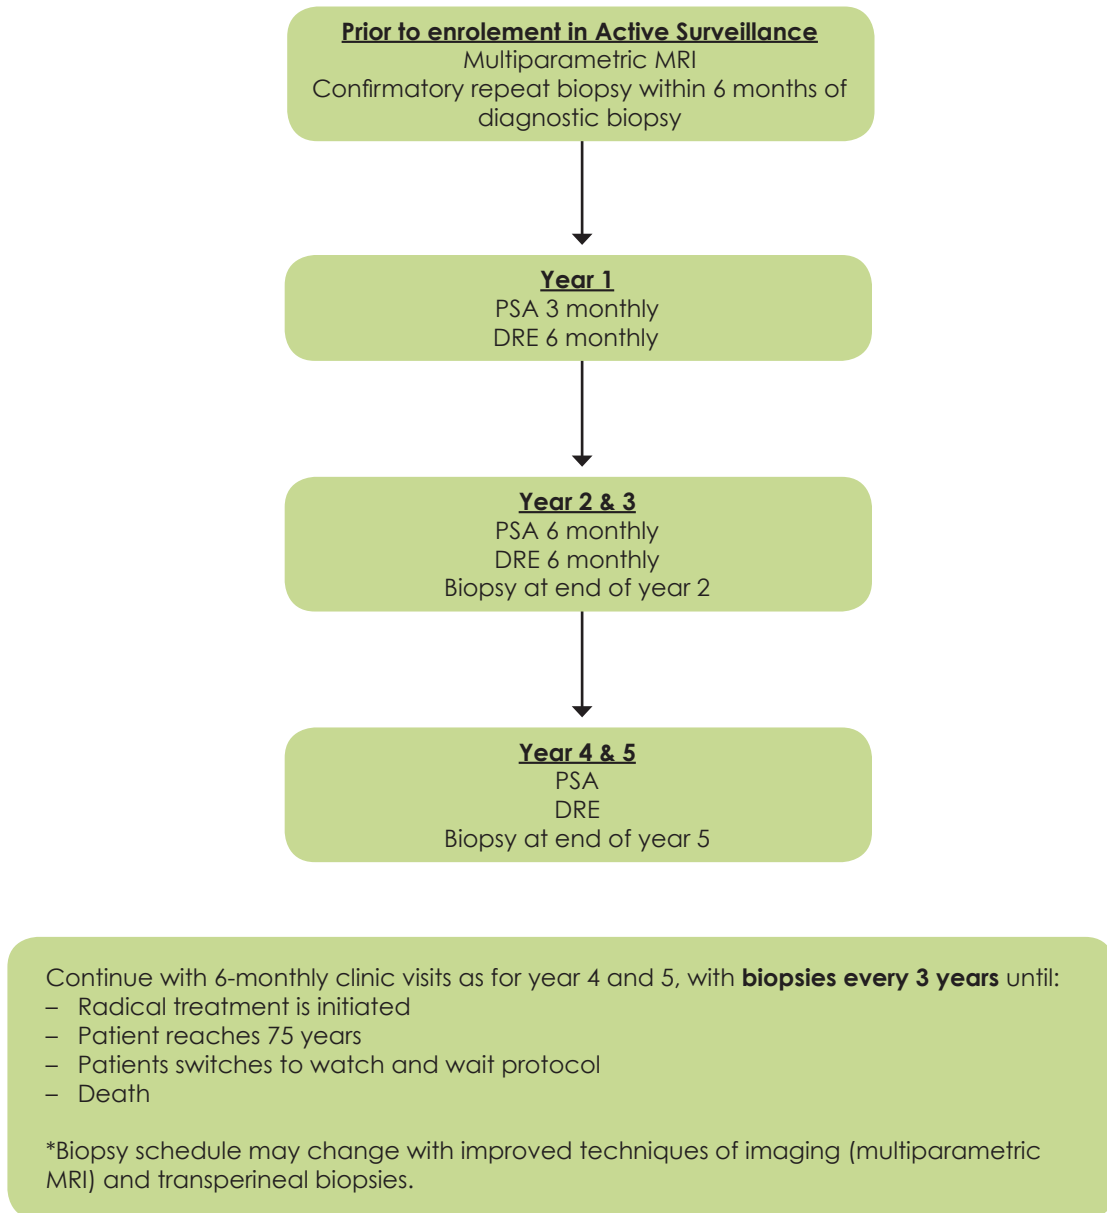 Prior to enrolement in Active Surveillance
Multiparametric MRI
Confirmatory repeat biopsy within 6 months of
diagnostic biopsy
Year 1
PSA 3 monthly
DRE 6 monthly
Year 2 & 3
PSA 6 monthly
DRE 6 monthly
Biopsy at end of year 2
Year 4 & 5
PSA
DRE
Biopsy at end of year 5
Continue with 6-monthly clinic visits as for year 4 and 5, with biopsies every 3 years until:
– Radical treatment is initiated
– Patient reaches 75 years
– Patients switches to watch and wait protocol
– Death
*Biopsy schedule may change with improved techniques of imaging (multiparametric
MRI) and transperineal biopsies.